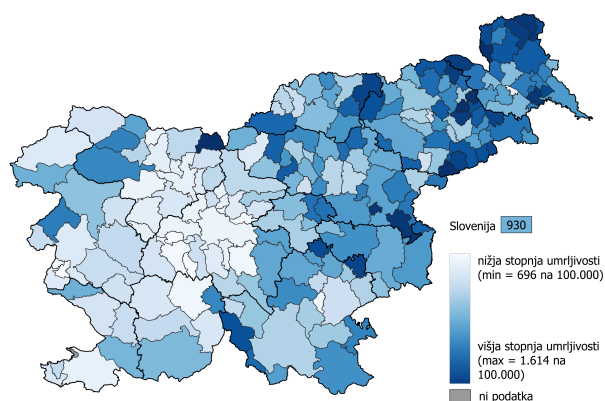 Slovenija 930
nižja stopnja umrljivosti
(min = 696 na 100.000)
višja stopnja umrljivosti
(max = 1.614 na
100.000)
ni podatka